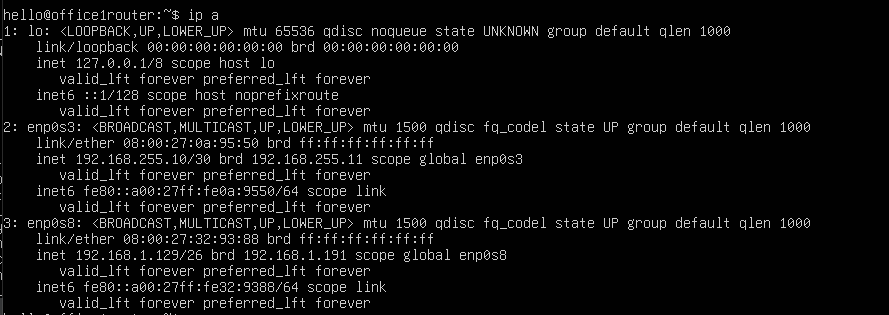 hello@office1router:~$ ip a
1: lo: <LOOPBACK,UP,LOWER_UP> mtu 65536 qdisc noqueue state UNKNOWN group default qlen 1000
    link/loopback 00:00:00:00:00:00 brd 00:00:00:00:00:00
    inet 127.0.0.1/8 scope host lo
       valid_lft forever preferred_lft forever
    inet6 ::1/128 scope host noprefixroute
       valid_lft forever preferred_lft forever
2: enp0s3: <BROADCAST,MULTICAST,UP,LOWER_UP> mtu 1500 qdisc fq_codel state UP group default qlen 1000
    link/ether 08:00:27:0a:95:50 brd ff:ff:ff:ff:ff:ff
    inet 192.168.255.10/30 brd 192.168.255.11 scope global enp0s3
       valid_lft forever preferred_lft forever
    inet6 fe80::a00:27ff:fe0a:9550/64 scope link
       valid_lft forever preferred_lft forever
3: enp0s8: <BROADCAST,MULTICAST,UP,LOWER_UP> mtu 1500 qdisc fq_codel state UP group default qlen 1000
    link/ether 08:00:27:32:93:88 brd ff:ff:ff:ff:ff:ff
    inet 192.168.1.129/26 brd 192.168.1.191 scope global enp0s8
       valid_lft forever preferred_lft forever
    inet6 fe80::a00:27ff:fe32:9388/64 scope link
       valid_lft forever preferred_lft forever